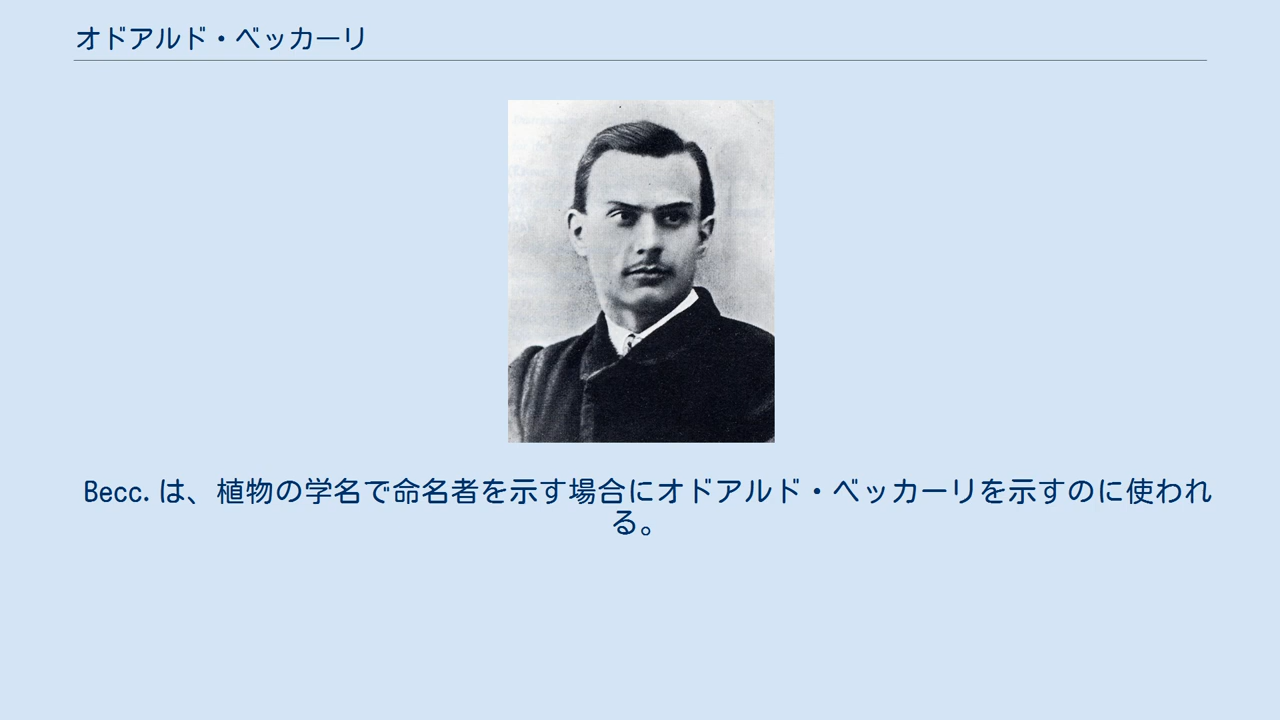 オドアルド・ベッカーリ
Becc. は、植物の学名で命名者を示す場合にオドアルド・ベッカーリを示すのに使われ
る。